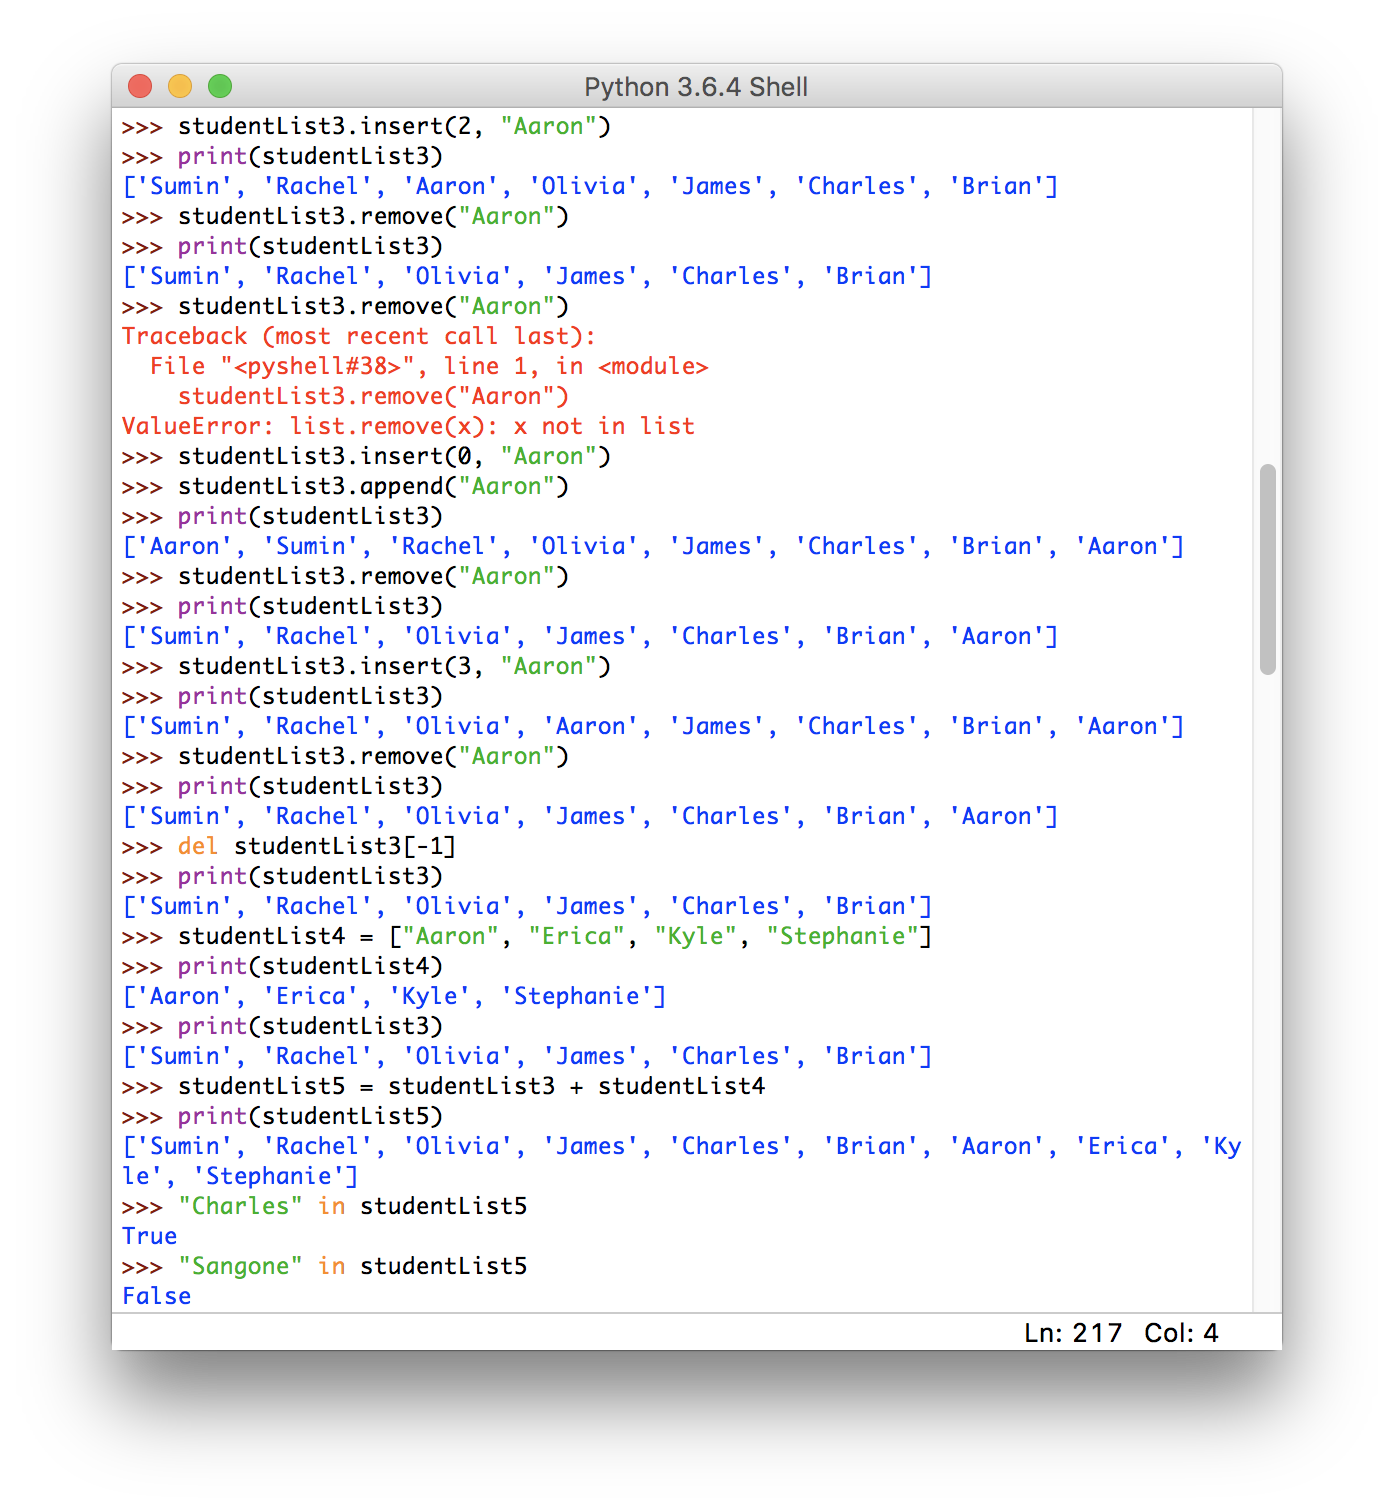 Python 3.6.4 Shell
>>> studentList3.insert(2, "Aaron")
>>> print(studentList3)
['Sumin', 'Rachel', 'Aaron', 'Olivia', 'James', 'Charles', 'Brian']
>>> studentList3.remove("Aaron")
>>> print(studentList3)
['Sumin', 'Rachel', 'Olivia', 'James', 'Charles', 'Brian']
>>> studentList3.remove("Aaron")
Traceback (most recent call last):
  File "<pyshell#38>", line 1, in <module>
    studentList3.remove("Aaron")
ValueError: list.remove(x): x not in list
>>> studentList3.insert(0, "Aaron")
>>> studentList3.append("Aaron")
>>> print(studentList3)
['Aaron', 'Sumin', 'Rachel', 'Olivia', 'James', 'Charles', 'Brian', 'Aaron']
>>> studentList3.remove("Aaron")
>>> print(studentList3)
['Sumin', 'Rachel', 'Olivia', 'James', 'Charles', 'Brian', 'Aaron']
>>> studentList3.insert(3, "Aaron")
>>> print(studentList3)
['Sumin', 'Rachel', 'Olivia', 'Aaron', 'James', 'Charles', 'Brian', 'Aaron']
>>> studentList3.remove("Aaron")
>>> print(studentList3)
['Sumin', 'Rachel', 'Olivia', 'James', 'Charles', 'Brian', 'Aaron']
>>> del studentList3[-1]
>>> print(studentList3)
['Sumin', 'Rachel', 'Olivia', 'James', 'Charles', 'Brian']
>>> studentList4 = ["Aaron", "Erica", "Kyle", "Stephanie"]
>>> print(studentList4)
['Aaron', 'Erica', 'Kyle', 'Stephanie']
>>> print(studentList3)
['Sumin', 'Rachel', 'Olivia', 'James', 'Charles', 'Brian']
>>> studentList5 = studentList3 + studentList4
>>> print(studentList5)
['Sumin', 'Rachel', 'Olivia', 'James', 'Charles', 'Brian', 'Aaron', 'Erica', 'Ky
le', 'Stephanie']
>>> "Charles" in studentList5
True
>>> "Sangone" in studentList5
False
Ln: 217 Col: 4